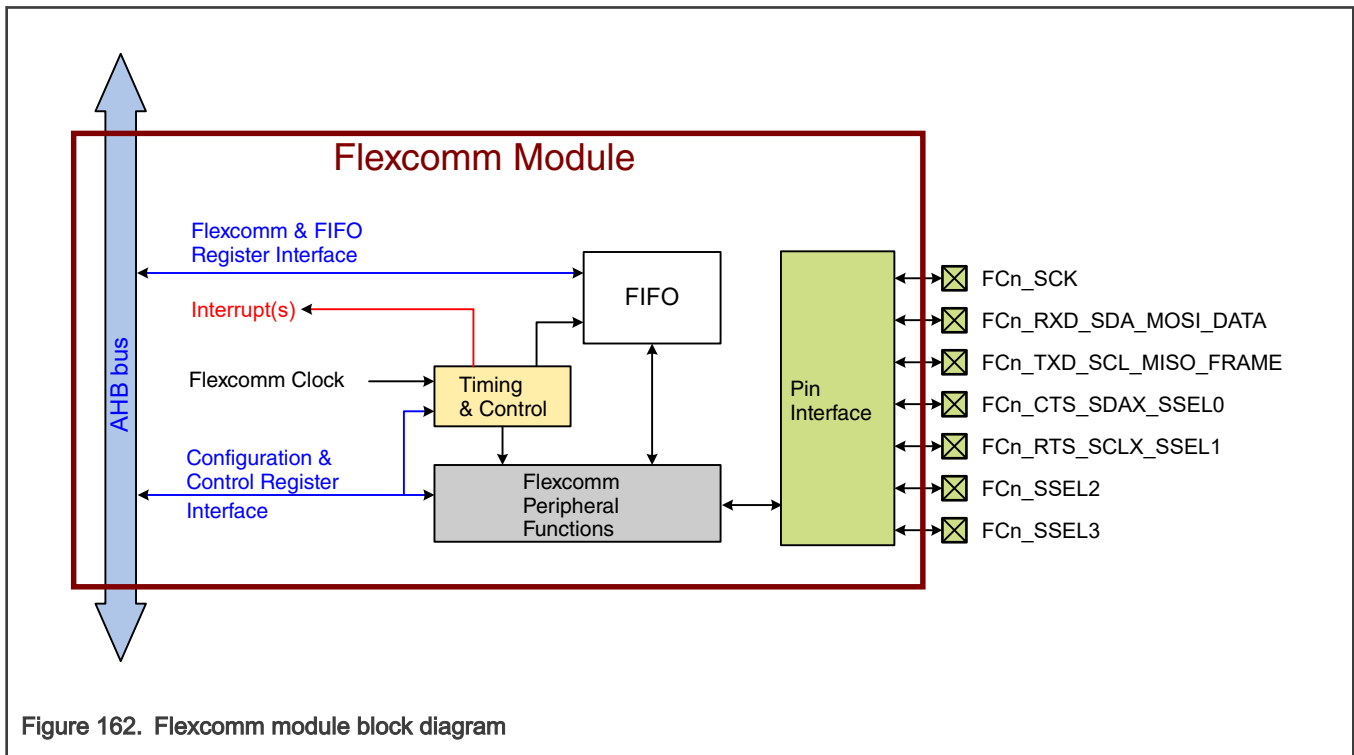 Flexcomm Module
AHB bus
Flexcomm & FIFO
Register Interface
Interrupt(s)
Flexcomm Clock
Configuration &
Control Register
Interface
FIFO
Timing
& Control
Flexcomm
Peripheral
Functions
Pin
Interface
FCn_SCK
FCn_RXD_SDA_MOSI_DATA
FCn_TXD_SCL_MISO_FRAME
FCn_CTS_SDAX_SSEL0
FCn_RTS_SCLX_SSEL1
FCn_SSEL2
FCn_SSEL3
Figure 162. Flexcomm module block diagram